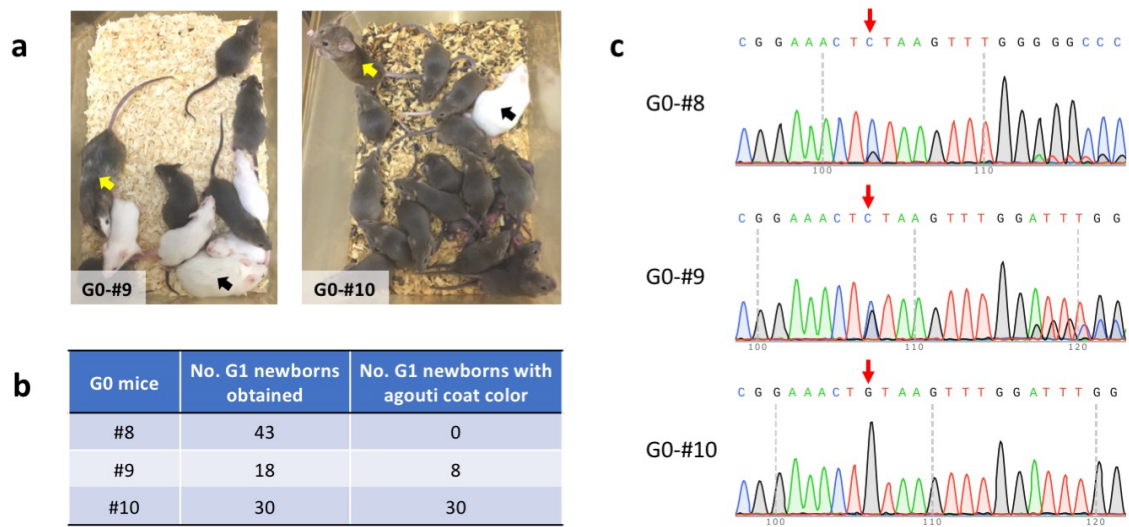 a
G0-#9
G0-#10
b
G0 mice
No. G1 newborns
obtained
No. G1 newborns with
agouti coat color
#8
43
0
#9
18
8
#10
30
30
c
C G G A A A C T C T A A G T T T G G G G G C C C
G0-#8
100
110
C G G A A A C T C T A A G T T T G G A T T T G G
G0-#9
100
110
120
C G G A A A C T G T A A G T T T G G A T T T G G
G0-#10
100
110
120